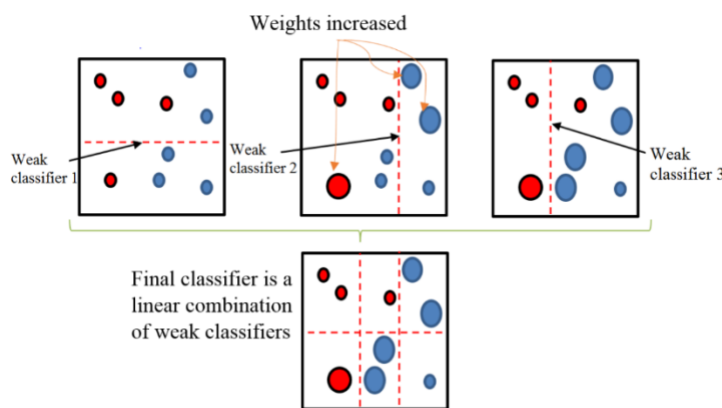 Weights increased
Weak
classifier 1
Weak
classifier 2
Weak
classifier 3
Final classifier is a
linear combination
of weak classifiers